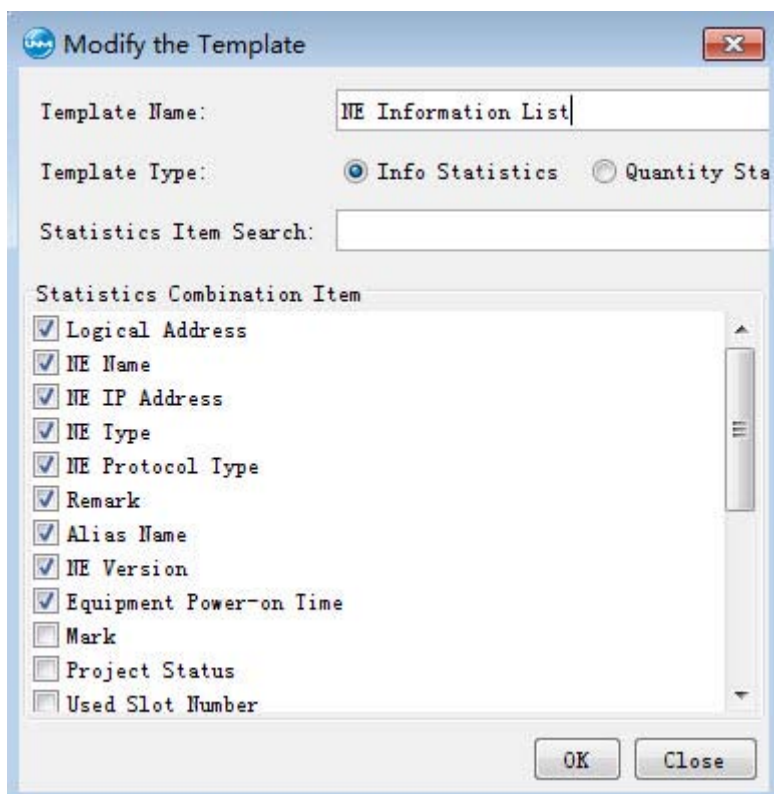 Modify the Template
Template Name: NE Information List
Template Type: Info Statistics Quantity Sta
Statistics Item Search:
Statistics Combination Item
Logical Address
NE Name
NE IP Address
NE Type
NE Protocol Type
Remark
Alias Name
NE Version
Equipment Power-on Time
Mark
Project Status
Used Slot Number
OK Close